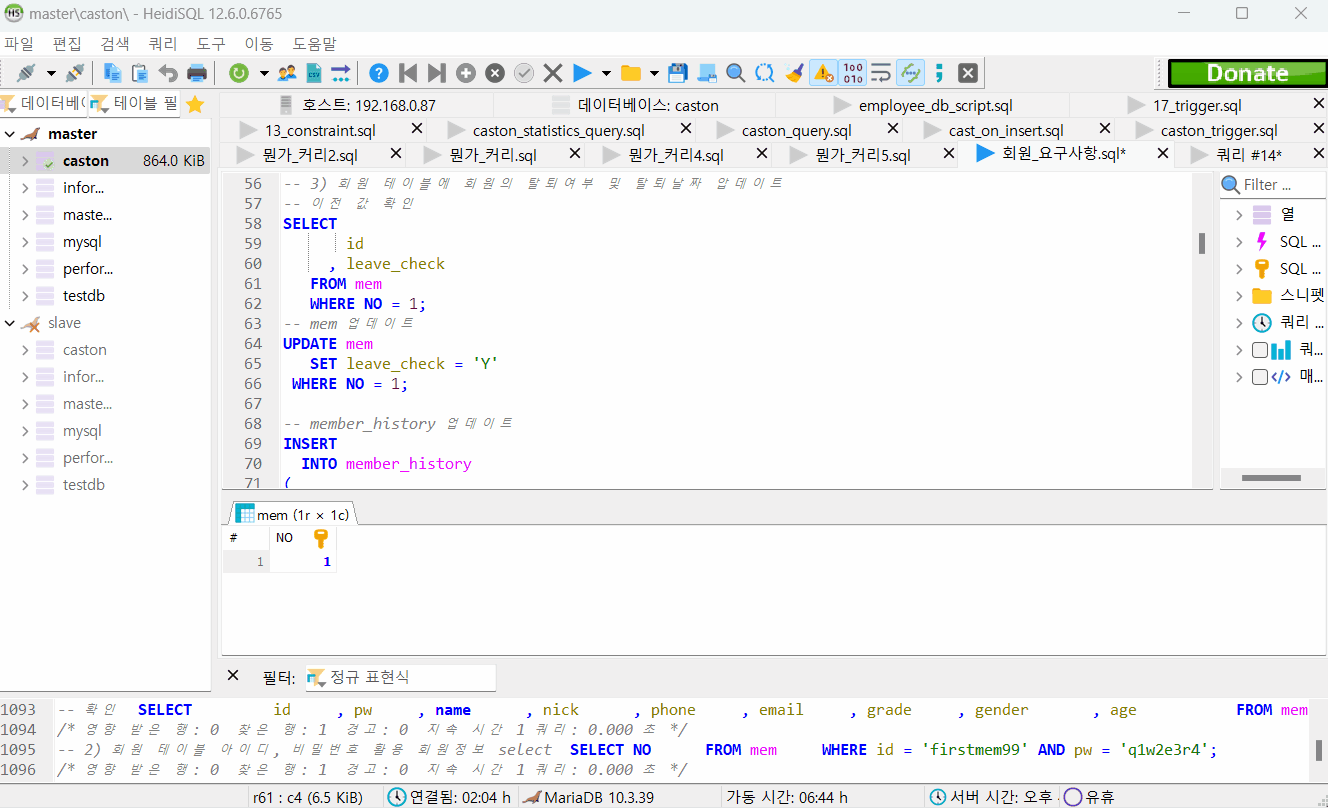 master\caston\ - HeidiSQL 12.6.0.6765
파일 편집 검색 쿼리 도구 이동 도움말
Donate
데이터베( 테이블 필
호스트: 192.168.0.87 데이터베이스: caston employee_db_script.sql 17_trigger.sql
13_constraint.sql caston_statistics_query.sql caston_query.sql cast_on_insert.sql caston_trigger.sql
뭔가_커리2.sql 뭔가_커리.sql 뭔가_커리4.sql 뭔가_커리5.sql 회원_요구사항.sql* 쿼리 #14*
master
caston 864.0 KiB
infor...
maste...
mysql
perfor...
testdb
slave
caston
infor...
maste...
mysql
perfor...
testdb
56 -- 3) 회원 테이블에 회원의 탈퇴여부 및 탈퇴날짜 압데이트
57 -- 이전 값 확인
58 SELECT
59 id
60 , leave_check
61 FROM mem
62 WHERE NO = 1;
63 -- mem 업데이트
64 UPDATE mem
65 SET leave_check = 'Y'
66 WHERE NO = 1;
67
68 -- member_history 업데이트
69 INSERT
70 INTO member_history
71 (
Filter ...
열
SQL ...
SQL ...
스니펫
쿼리 ...
쿼...
매...
mem (1r × 1c)
# NO
1 1
필터: 정규 표현식
1093 -- 확인 SELECT id , pw , name , nick , phone , email , grade , gender , age FROM mem
1094 /* 영향 받은 행: 0 찾은 행: 1 경고: 0 지속 시간 1 쿼리: 0.000 초 */
1095 -- 2) 회원 테이블 아이디, 비밀번호 활용 회원정보 select SELECT NO FROM mem WHERE id = 'firstmem99' AND pw = 'q1w2e3r4';
1096 /* 영향 받은 행: 0 찾은 행: 1 경고: 0 지속 시간 1 쿼리: 0.000 초 */
r61 : c4 (6.5 KiB) 연결됨: 02:04 h MariaDB 10.3.39 가동 시간: 06:44 h 서버 시간: 오후 유휴